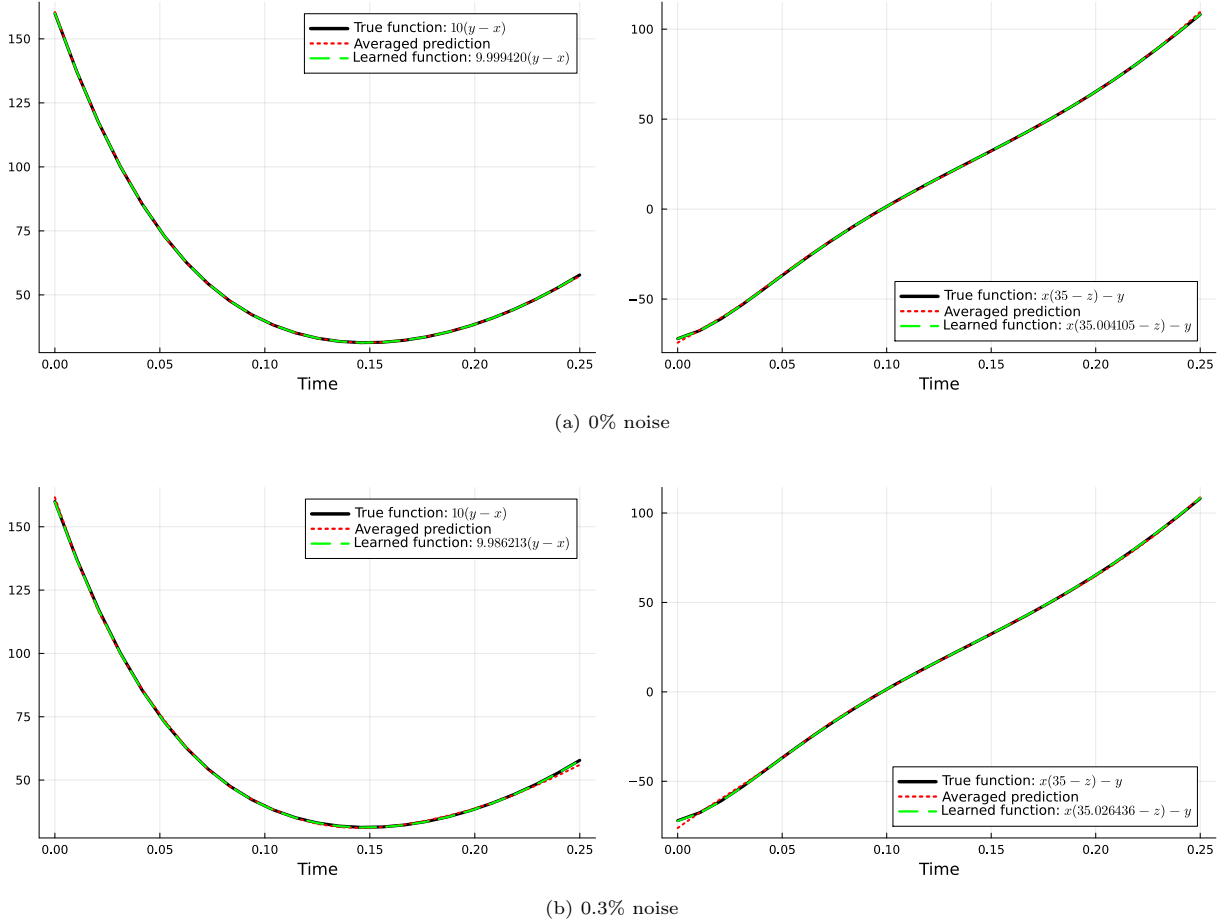 True function: 10(y − x)
Averaged prediction
Learned function: 9.999420(y − x)
150
125
100
75
50
0.00 0.05 0.10 0.15 0.20 0.25
Time
True function: x(35 − z) − y
Averaged prediction
Learned function: x(35.004105 − z) − y
100
50
0
−50
0.00 0.05 0.10 0.15 0.20 0.25
Time
(a) 0% noise
True function: 10(y − x)
Averaged prediction
Learned function: 9.986213(y − x)
150
125
100
75
50
0.00 0.05 0.10 0.15 0.20 0.25
Time
True function: x(35 − z) − y
Averaged prediction
Learned function: x(35.026436 − z) − y
100
50
0
−50
0.00 0.05 0.10 0.15 0.20 0.25
Time
(b) 0.3% noise